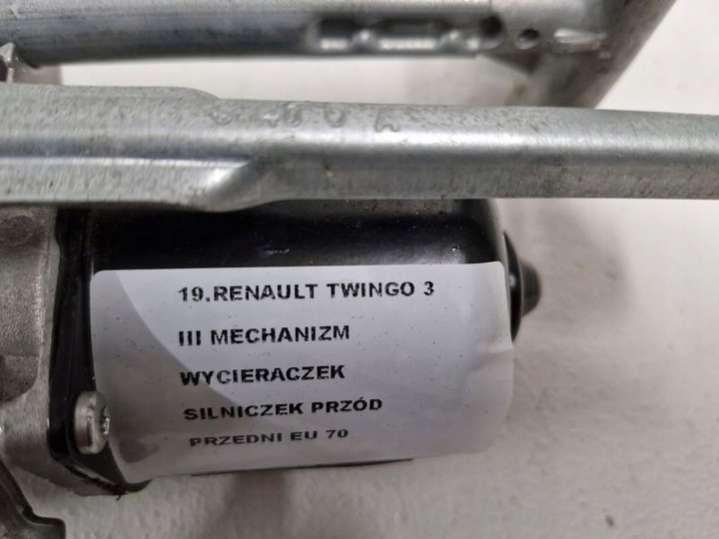 19.RENAULT TWINGO 3
III MECHANIZM
WYCIERACZEK
SILNICZEK PRZÓD
PRZEDNI EU 70